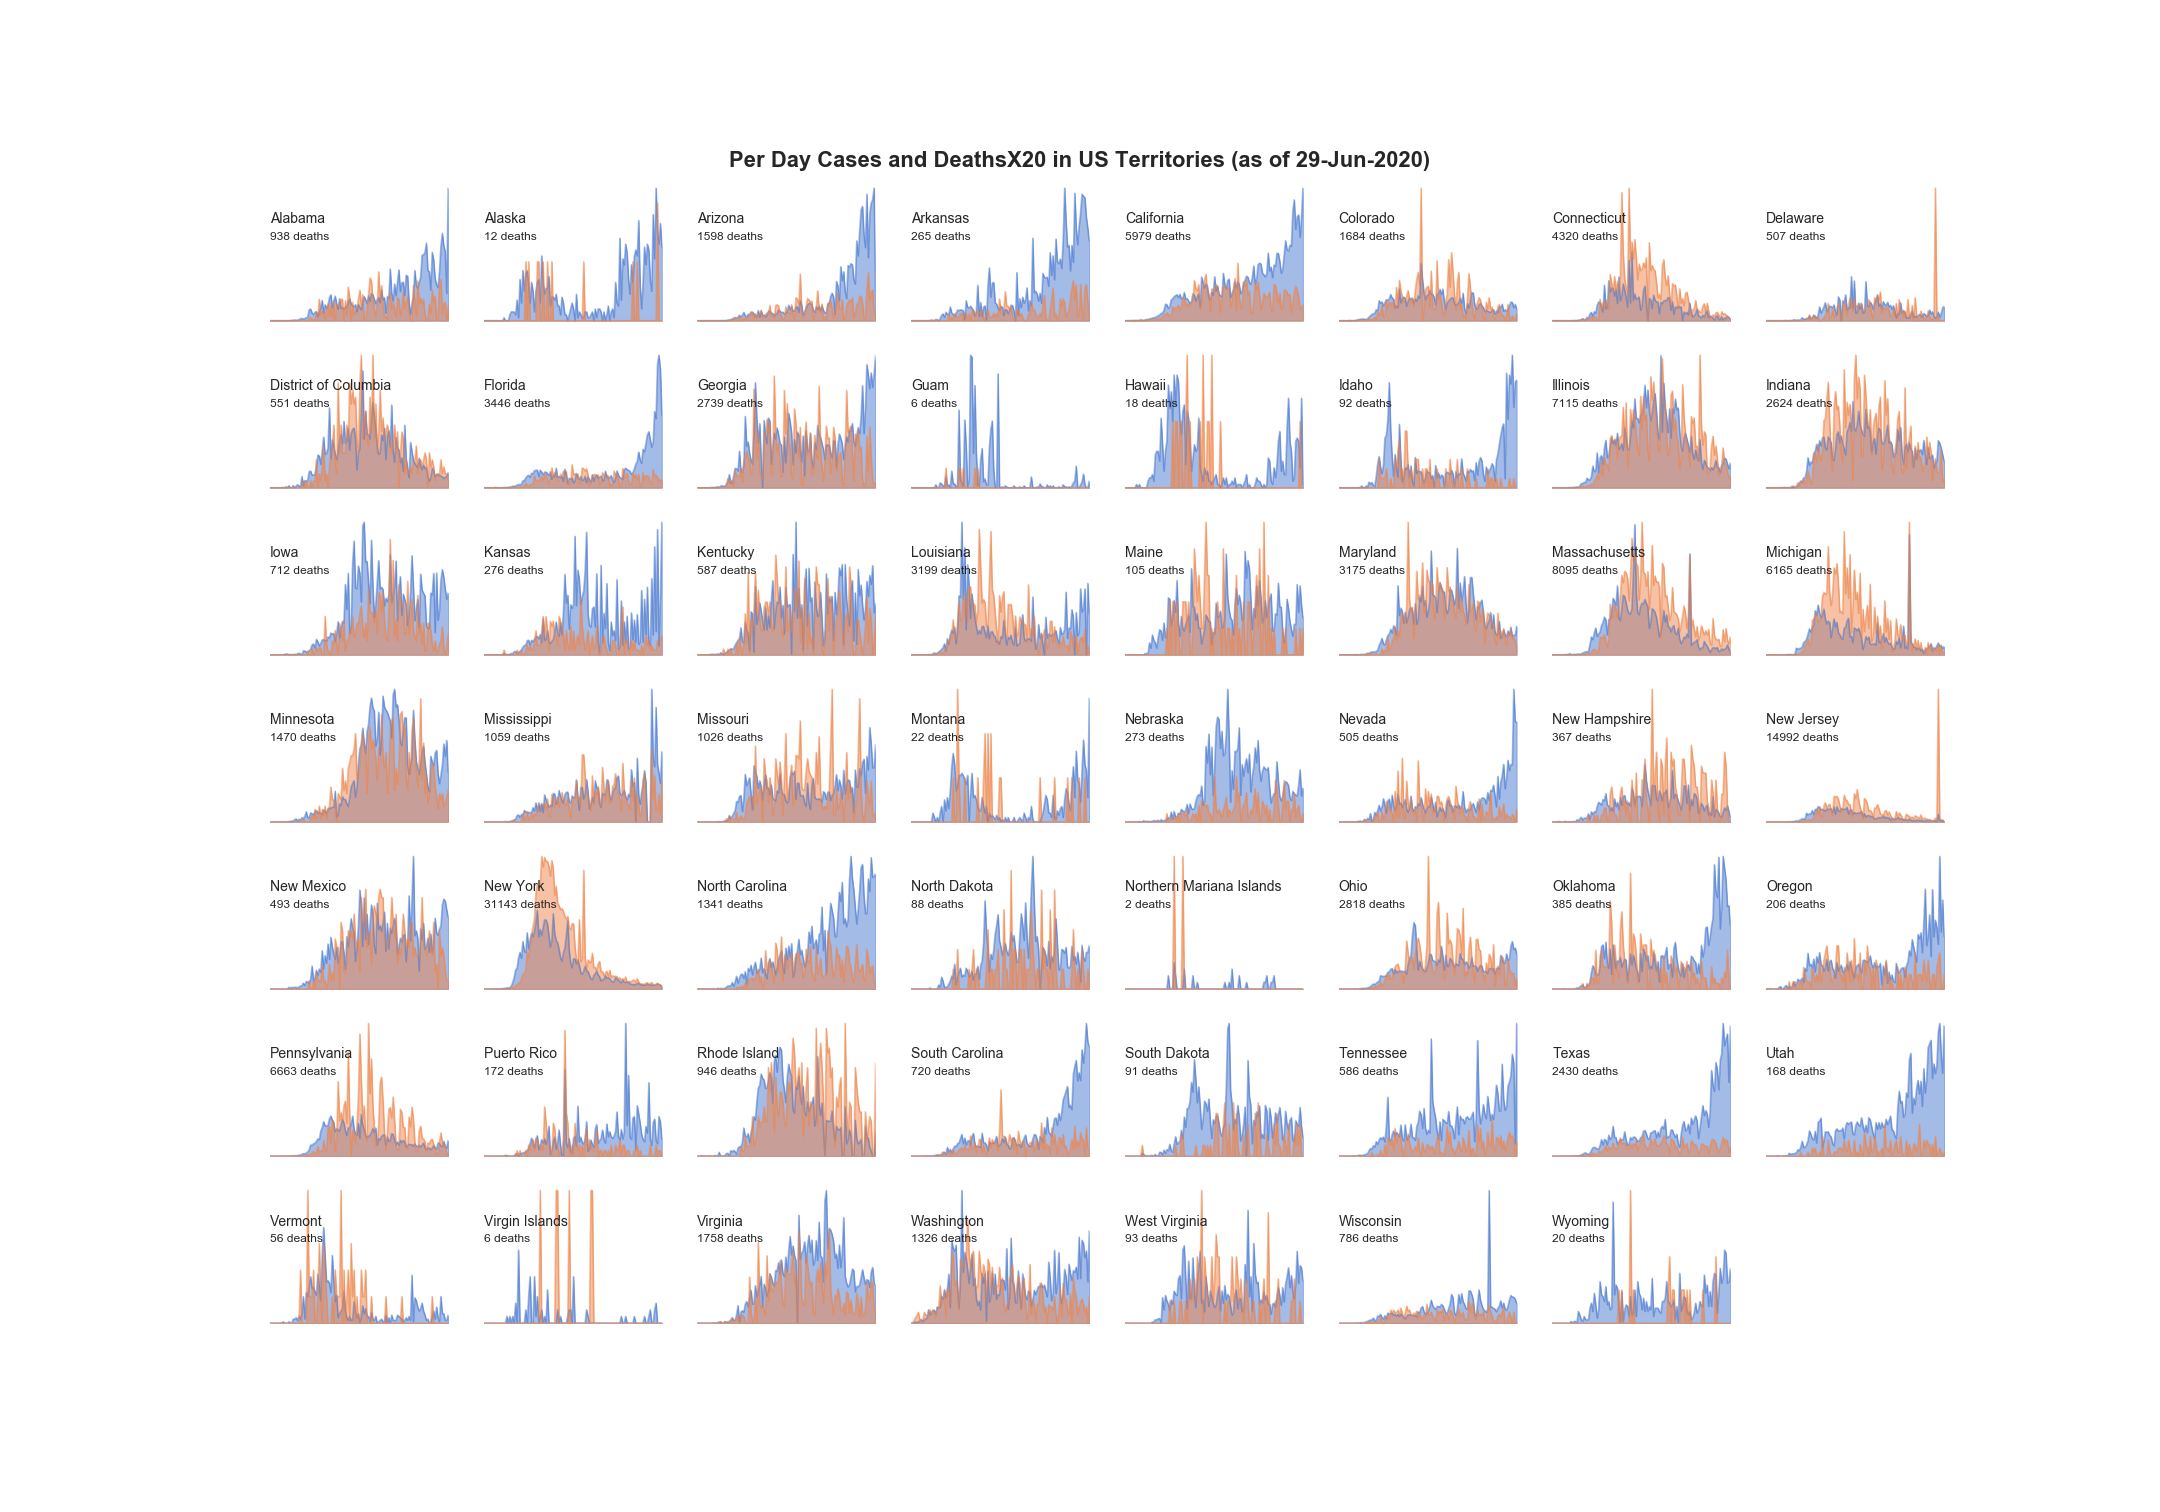 Per Day Cases and DeathsX20 in US Territories (as of 29-Jun-2020)
Alabama
938 deaths
Alaska
12 deaths
Arizona
1598 deaths
Arkansas
265 deaths
California
5979 deaths
Colorado
1684 deaths
Connecticut
4320 deaths
Delaware
507 deaths
District of Columbia
551 deaths
Florida
3446 deaths
Georgia
2739 deaths
Guam
6 deaths
Hawaii
18 deaths
Idaho
92 deaths
Illinois
7115 deaths
Indiana
2624 deaths
Iowa
712 deaths
Kansas
276 deaths
Kentucky
587 deaths
Louisiana
3199 deaths
Maine
105 deaths
Maryland
3175 deaths
Massachusetts
8095 deaths
Michigan
6165 deaths
Minnesota
1470 deaths
Mississippi
1059 deaths
Missouri
1026 deaths
Montana
22 deaths
Nebraska
273 deaths
Nevada
505 deaths
New Hampshire
367 deaths
New Jersey
14992 deaths
New Mexico
493 deaths
New York
31143 deaths
North Carolina
1341 deaths
North Dakota
88 deaths
Northern Mariana Islands
2 deaths
Ohio
2818 deaths
Oklahoma
385 deaths
Oregon
206 deaths
Pennsylvania
6663 deaths
Puerto Rico
172 deaths
Rhode Island
946 deaths
South Carolina
720 deaths
South Dakota
91 deaths
Tennessee
586 deaths
Texas
2430 deaths
Utah
168 deaths
Vermont
56 deaths
Virgin Islands
6 deaths
Virginia
1758 deaths
Washington
1326 deaths
West Virginia
93 deaths
Wisconsin
786 deaths
Wyoming
20 deaths